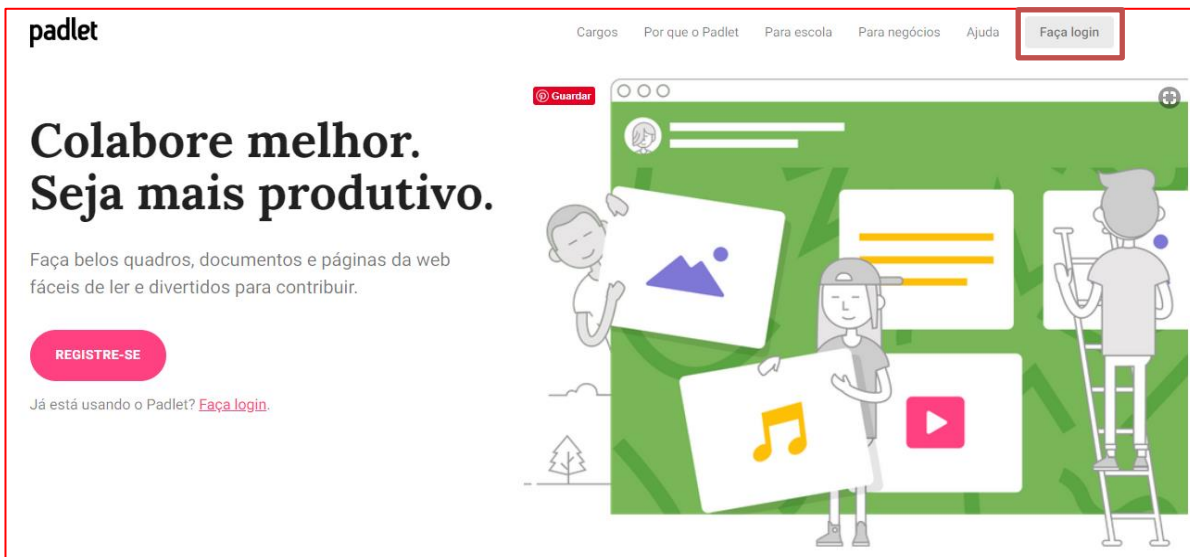 padlet
Cargos Por que o Padlet Para escola Para negócios Ajuda Faça login
Guardar
Colabore melhor.
Seja mais produtivo.
Faça belos quadros, documentos e páginas da web
fáceis de ler e divertidos para contribuir.
REGISTRE-SE
Já está usando o Padlet? Faça login.